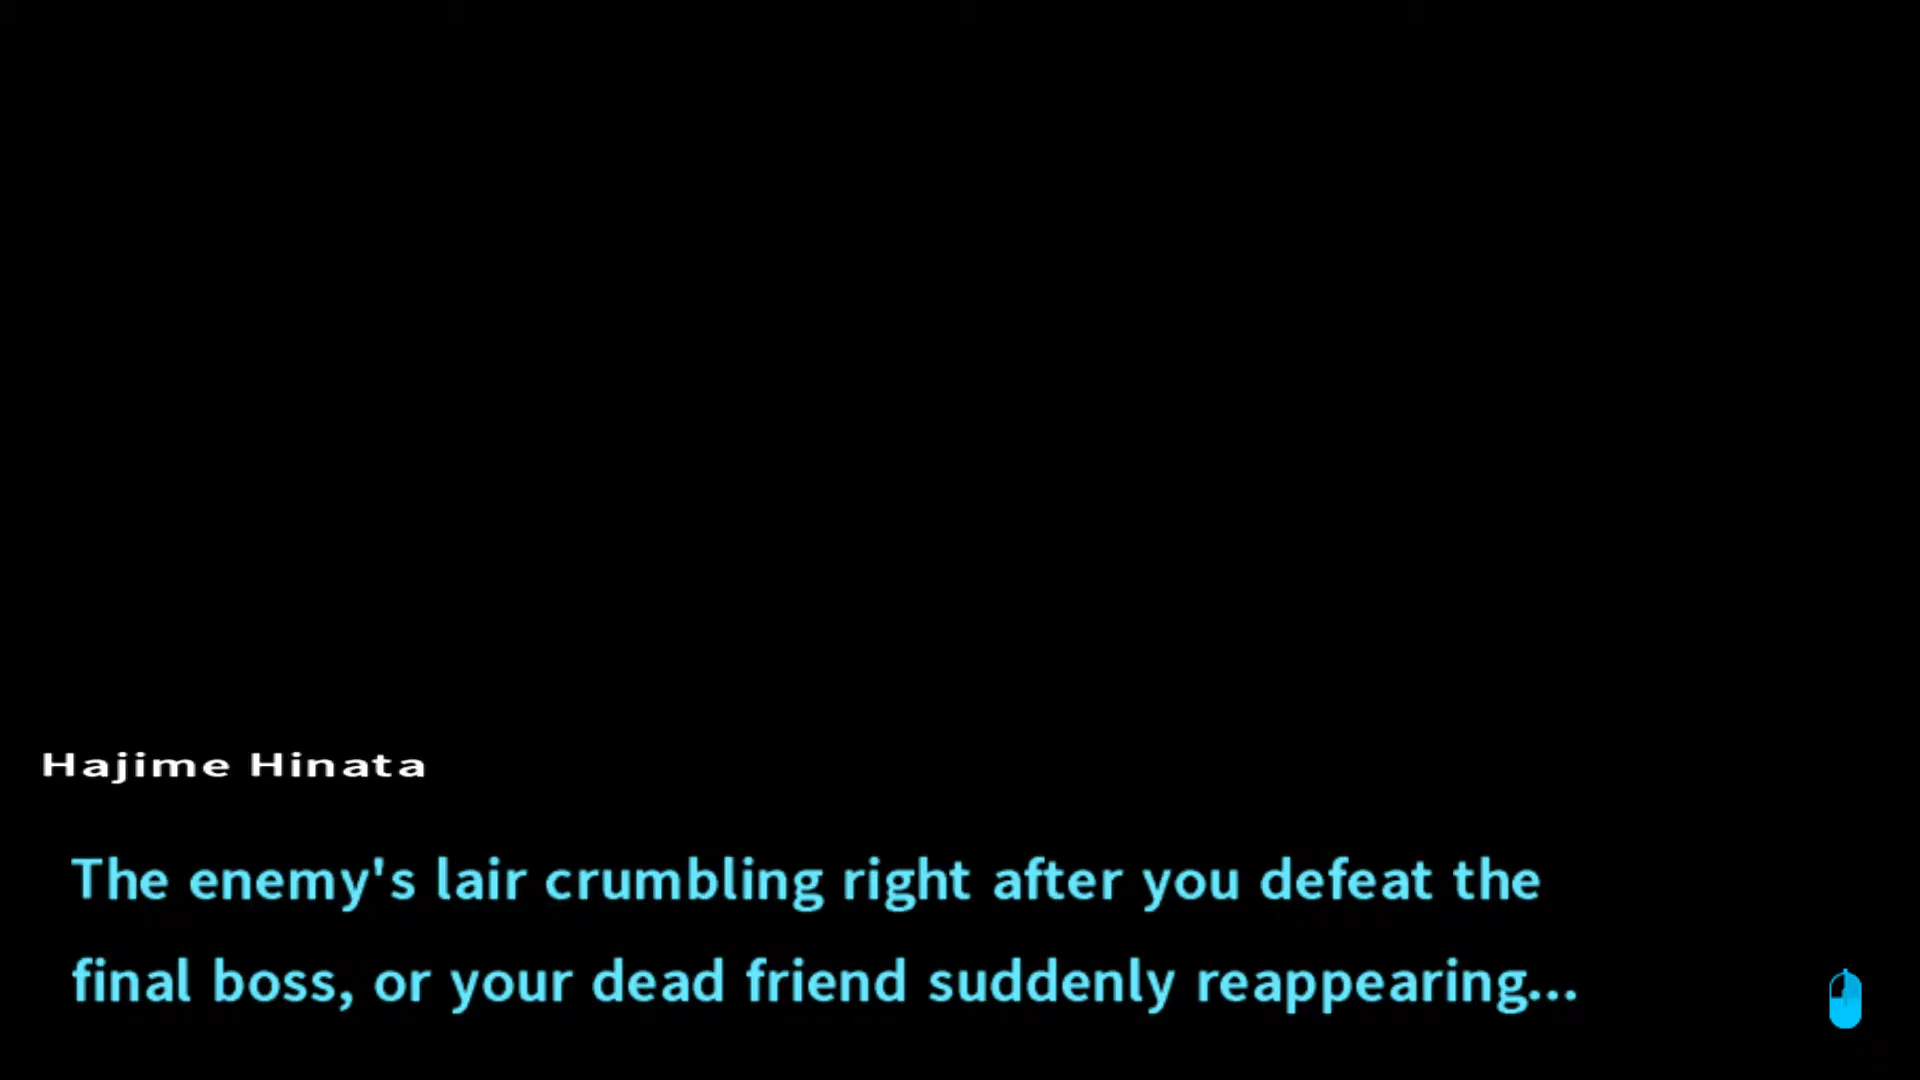 Hajime Hinata
The enemy's lair crumbling right after you defeat the
final boss, or your dead friend suddenly reappearing...